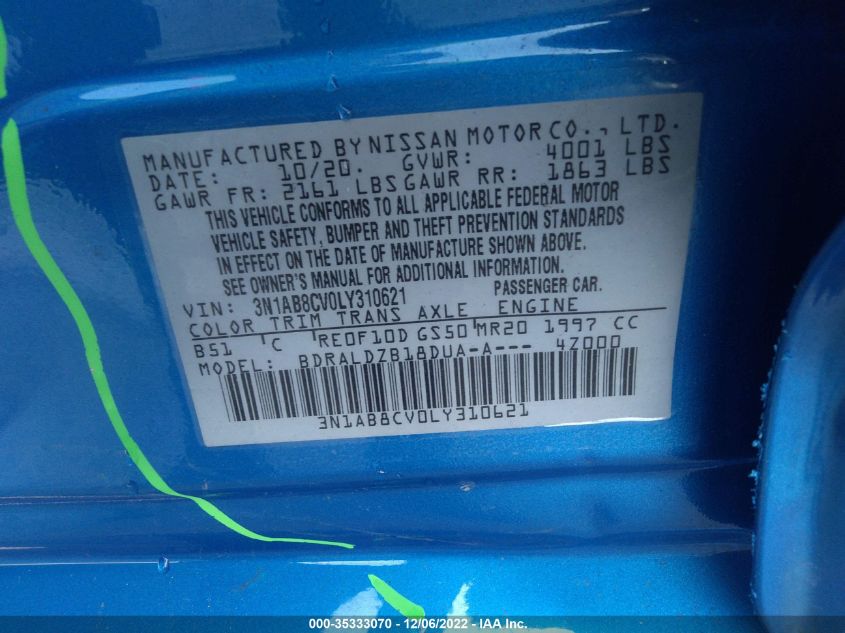 MANUFACTURED BY NISSAN MOTOR CO., LTD.
DATE: 10/20. GVWR: 4001 LBS
GAWR FR: 2161 LBS GAWR RR: 1863 LBS
THIS VEHICLE CONFORMS TO ALL APPLICABLE FEDERAL MOTOR
VEHICLE SAFETY, BUMPER AND THEFT PREVENTION STANDARDS
IN EFFECT ON THE DATE OF MANUFACTURE SHOWN ABOVE.
SEE OWNER'S MANUAL FOR ADDITIONAL INFORMATION.
VIN: 3N1AB8CV0LY310621 PASSENGER CAR.
COLOR TRIM TRANS AXLE ENGINE
B51 C RE0F10D GS50 MR20 1997 CC
MODEL: BDRALDZB18DUA-A--- 4Z000
3N1AB8CV0LY310621
000-35333070 - 12/06/2022 - IAA Inc.